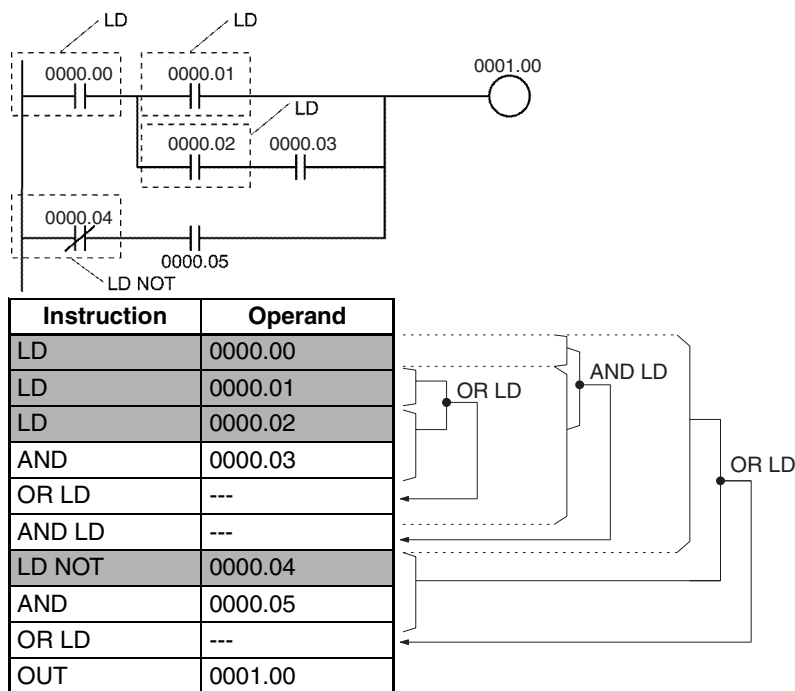 LD LD
0000.00 0000.01 0001.00
LD
0000.02 0000.03
0000.04
0000.05
LD NOT
Instruction Operand
LD 0000.00
LD 0000.01
LD 0000.02
AND 0000.03
OR LD ---
AND LD ---
LD NOT 0000.04
AND 0000.05
OR LD ---
OUT 0001.00
AND LD
OR LD
OR LD